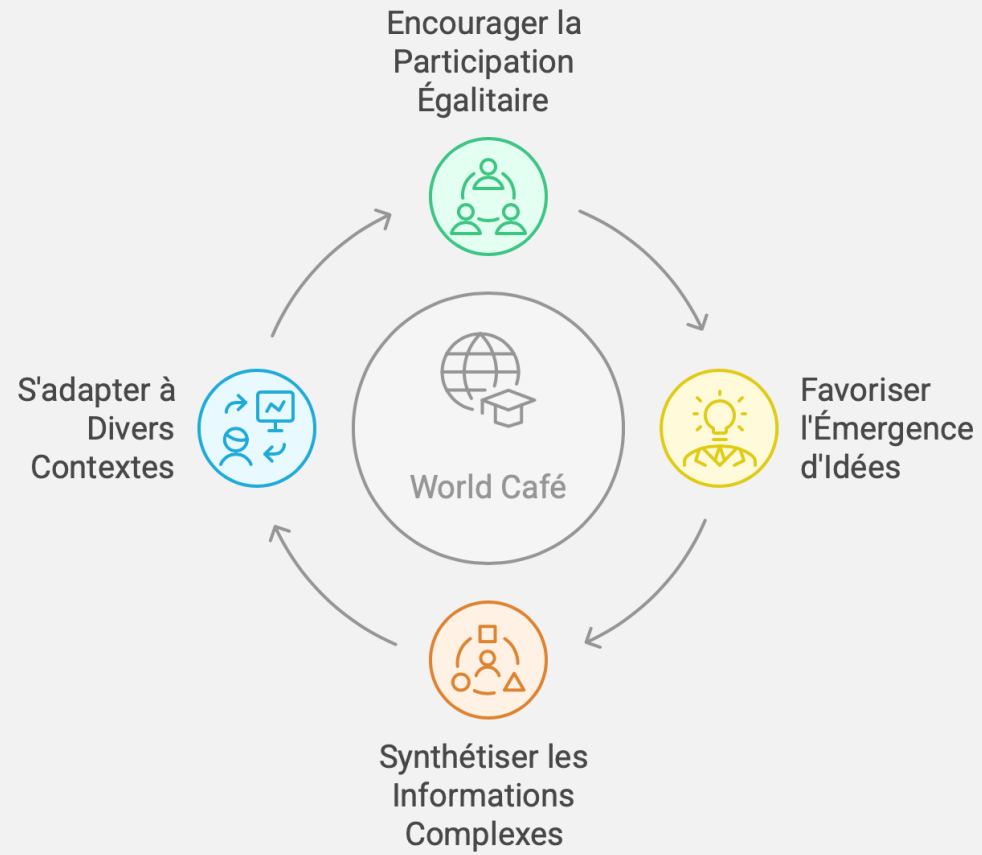 Encourager la
Participation
Égalitaire
S'adapter à
Divers
Contextes
World Café
Favoriser
l'Émergence
d'Idées
Synthétiser les
Informations
Complexes